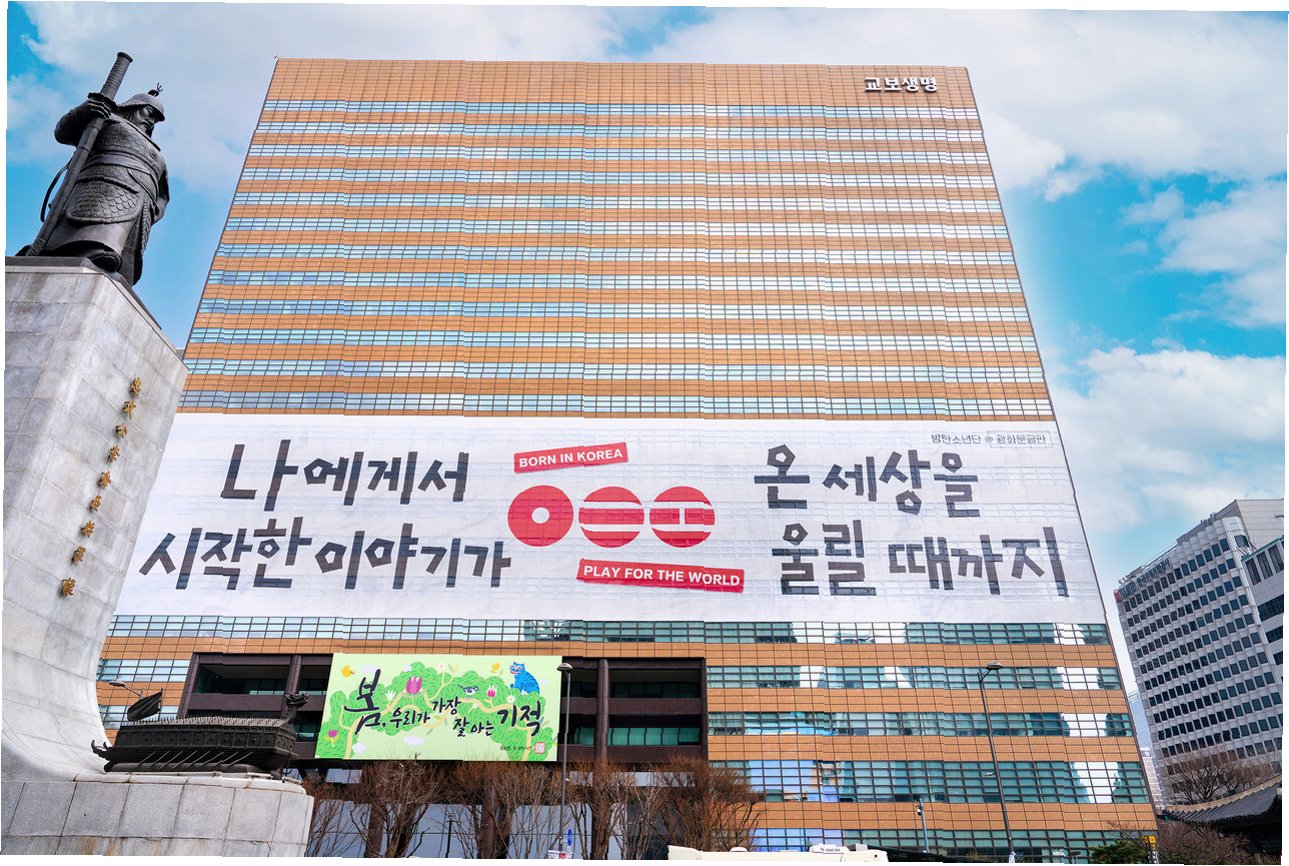 교보생명
방탄소년단 @ 광화문글판
나에게서
시작한 이야기가
BORN IN KOREA
PLAY FOR THE WORLD
온 세상을
울릴 때까지
봄, 우리가 가장
잘 아는 기적